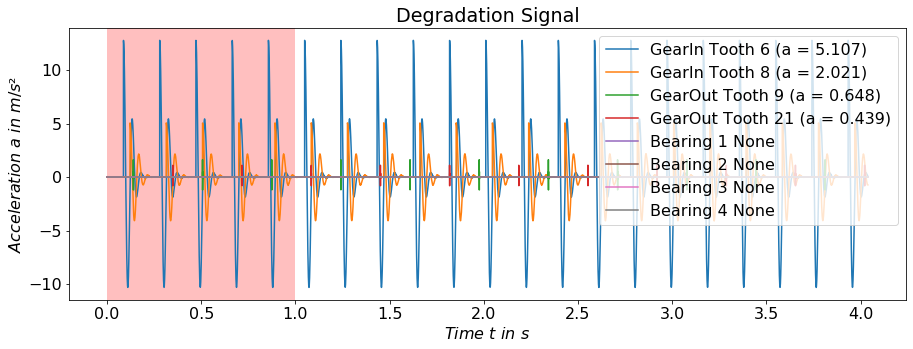 Degradation Signal
Acceleration a in m/s²
10
5
0
−5
−10
GearIn Tooth 6 (a = 5.107)
GearIn Tooth 8 (a = 2.021)
GearOut Tooth 9 (a = 0.648)
GearOut Tooth 21 (a = 0.439)
Bearing 1 None
Bearing 2 None
Bearing 3 None
Bearing 4 None
0.0 0.5 1.0 1.5 2.0 2.5 3.0 3.5 4.0
Time t in s